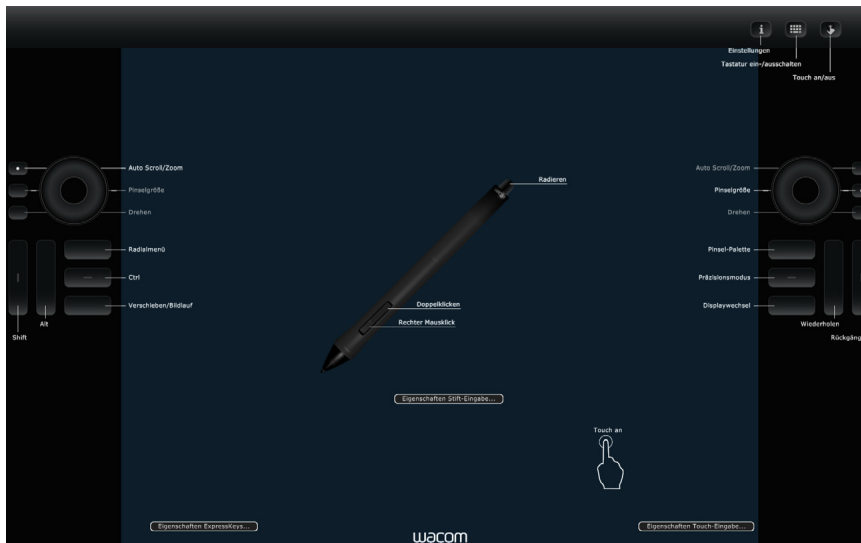 Einstellungen
Tastatur ein-/ausschalten
Touch an/aus
Auto Scroll/Zoom
Pinselgröße
Drehen
Radialmenü
Ctrl
Verschieben/Bildlauf
Alt
Shift
Radieren
Doppelklicken
Rechter Mausklick
Eigenschaften Stift-Eingabe...
Auto Scroll/Zoom
Pinselgröße
Drehen
Pinsel-Palette
Präzisionsmodus
Displaywechsel
Wiederholen
Rückgäng
Touch an
Eigenschaften ExpressKeys...
Eigenschaften Touch-Eingabe...
wacom